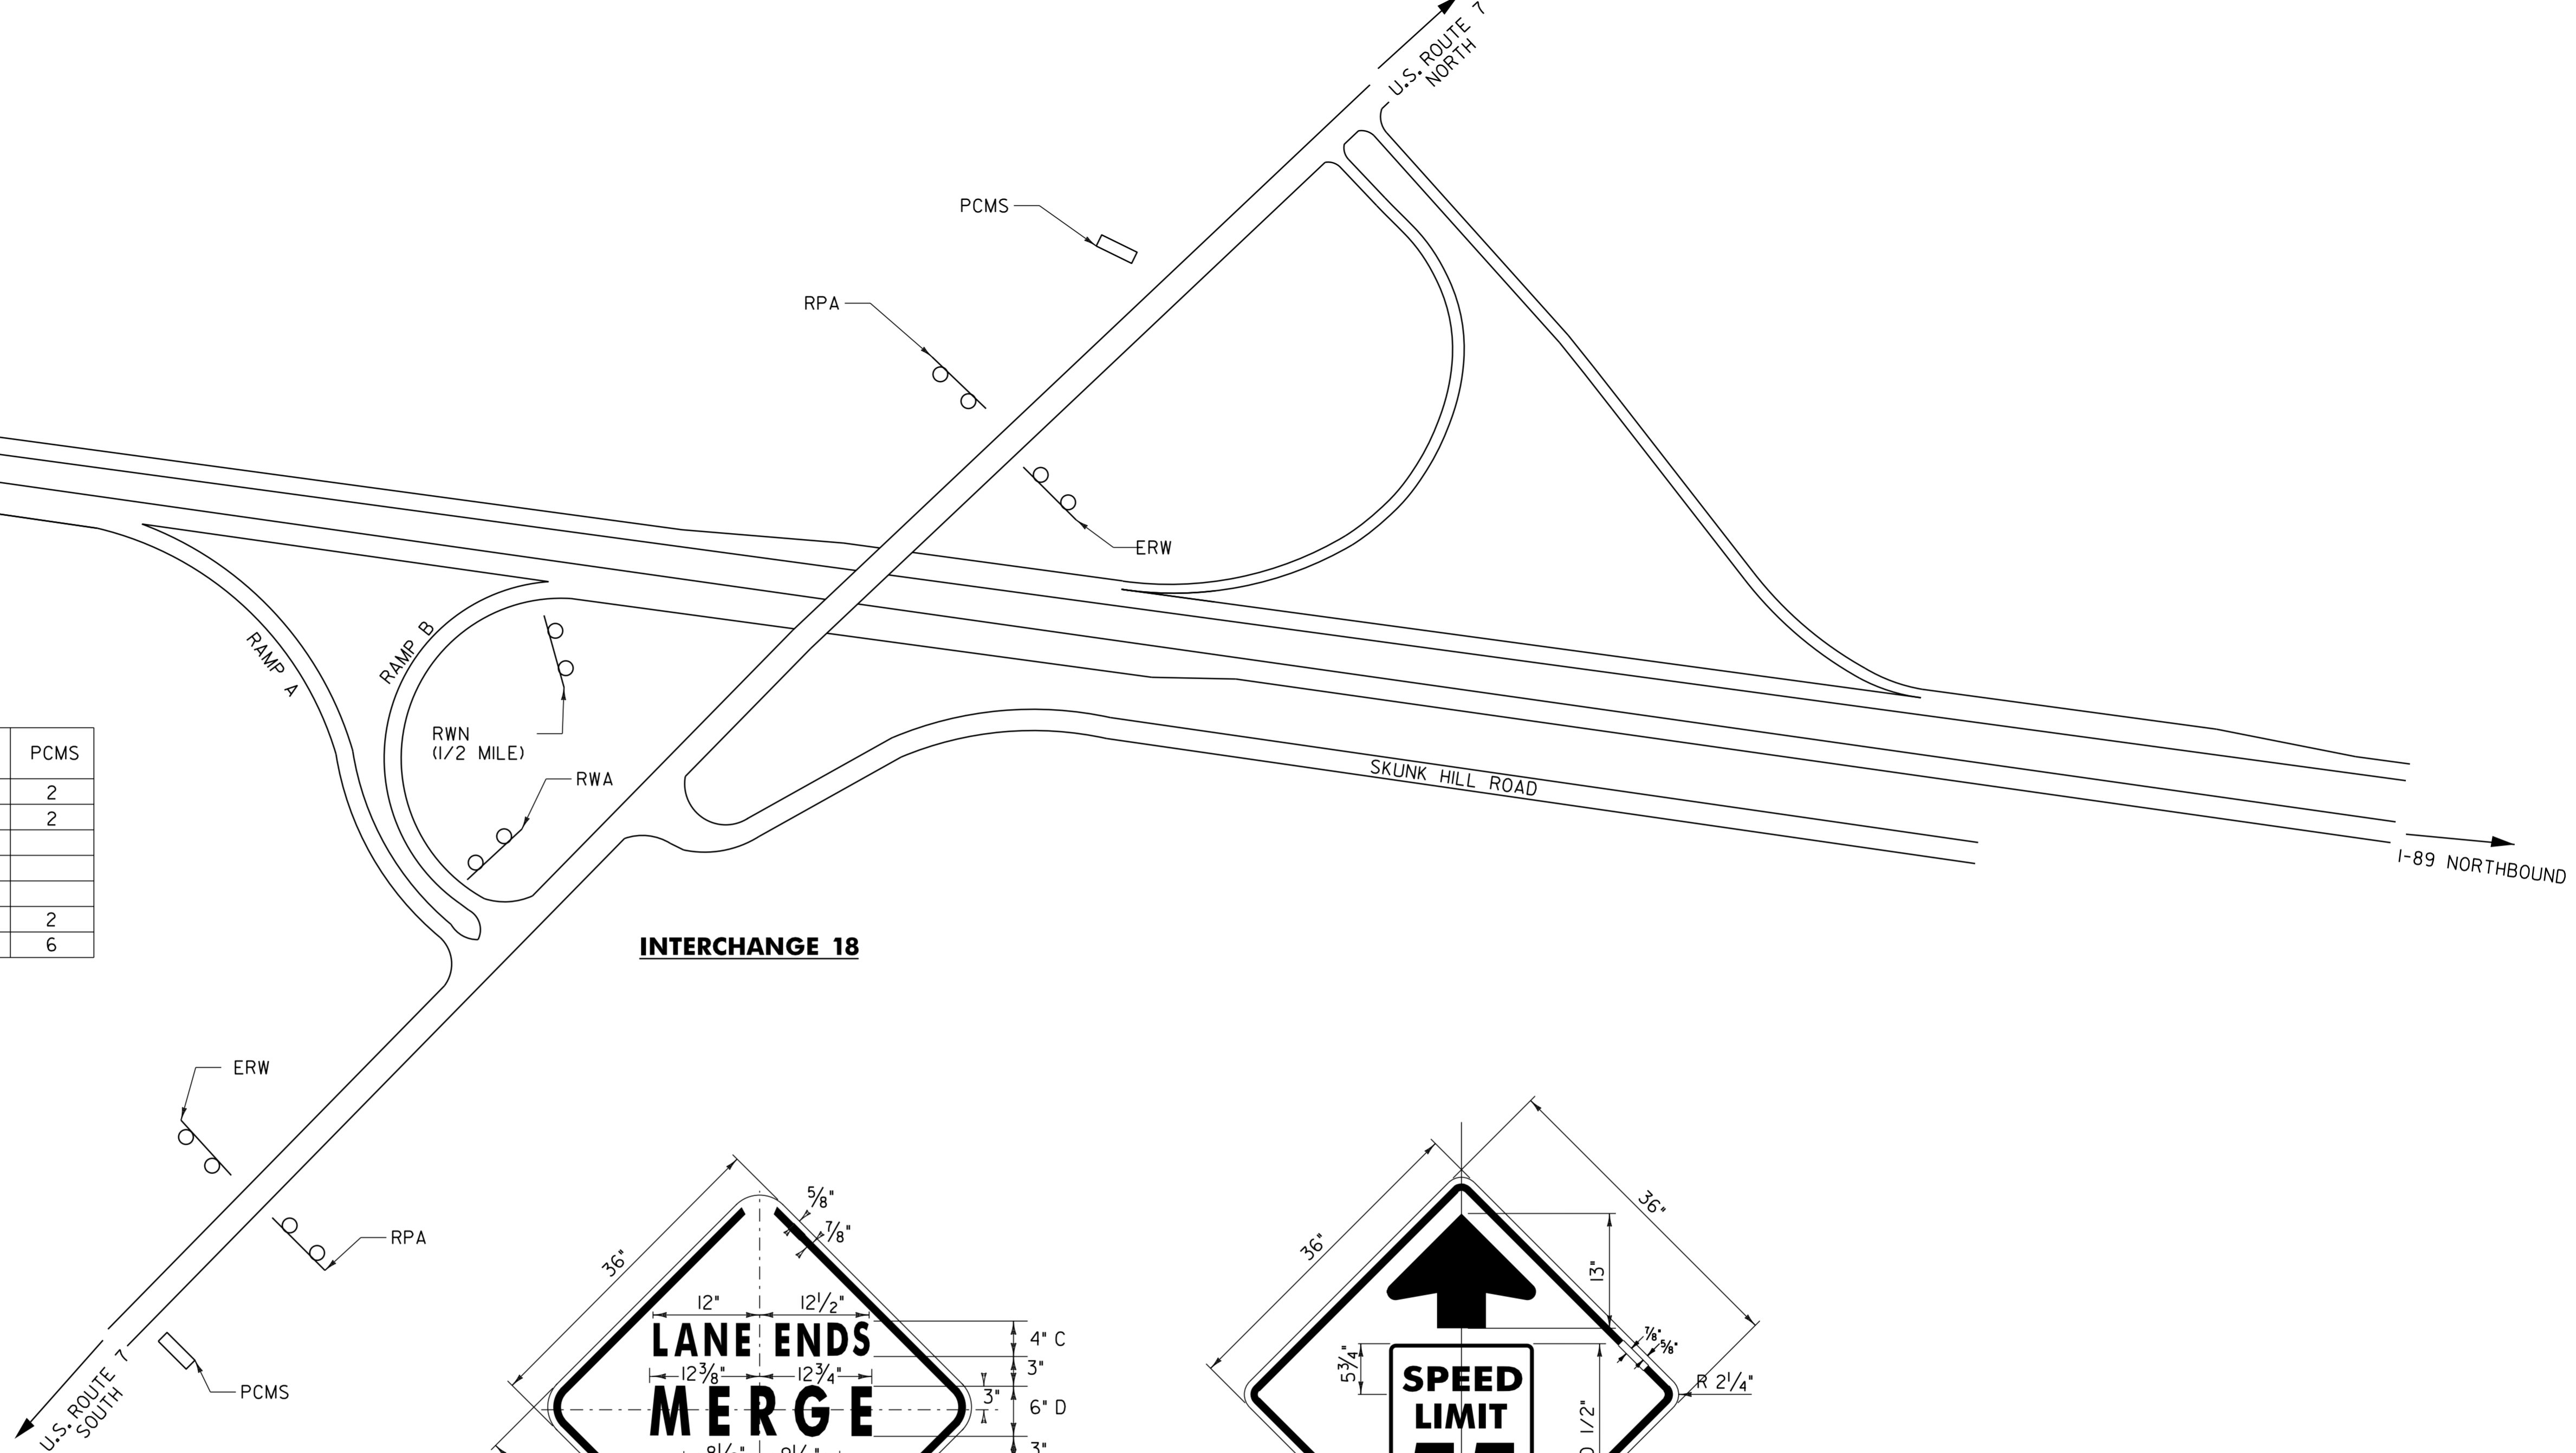 U.S. ROUTE 7
NORTH
PCMS
RPA
ERW
RAMP A
RAMP B
RWN
(1/2 MILE)
RWA
PCMS
2
2
2
6
SKUNK HILL ROAD
I-89 NORTHBOUND
INTERCHANGE 18
ERW
RPA
PCMS
U.S. ROUTE 7
SOUTH
36"
5/8"
7/8"
12" 12 1/2"
LANE ENDS
4" C
3"
12 3/8" 12 3/4"
MERGE
3"
6" D
3"
36"
36"
13"
7/8"
5/8"
5 3/4"
SPEED
LIMIT
R 2 1/4"